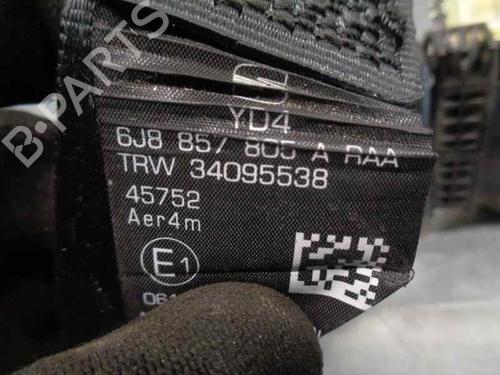 B-PARTS
YD4
6J8 857 805 A RAA
TRW 34095538
45752
Aer4m
E1